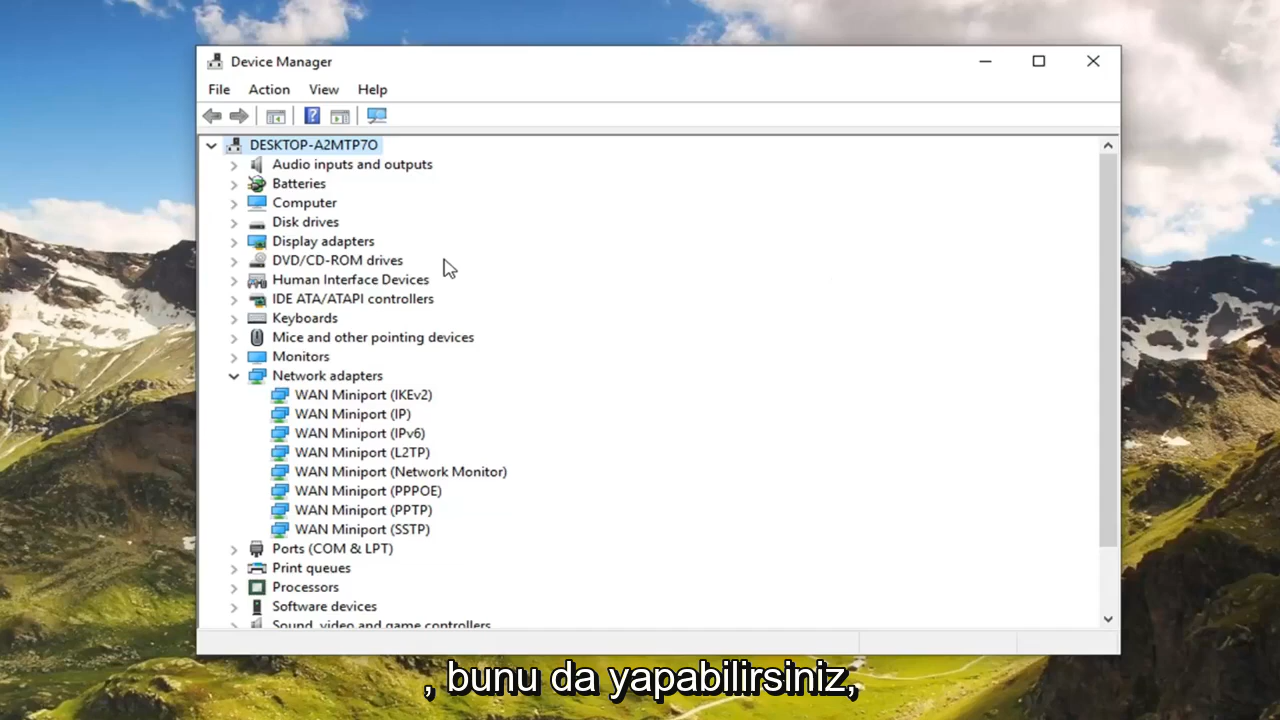 Device Manager
File Action View Help
DESKTOP-A2MTP7O
Audio inputs and outputs
Batteries
Computer
Disk drives
Display adapters
DVD/CD-ROM drives
Human Interface Devices
IDE ATA/ATAPI controllers
Keyboards
Mice and other pointing devices
Monitors
Network adapters
WAN Miniport (IKEv2)
WAN Miniport (IP)
WAN Miniport (IPv6)
WAN Miniport (L2TP)
WAN Miniport (Network Monitor)
WAN Miniport (PPPOE)
WAN Miniport (PPTP)
WAN Miniport (SSTP)
Ports (COM & LPT)
Print queues
Processors
Software devices
Sound, video and game controllers
, bunu da yapabilirsiniz,